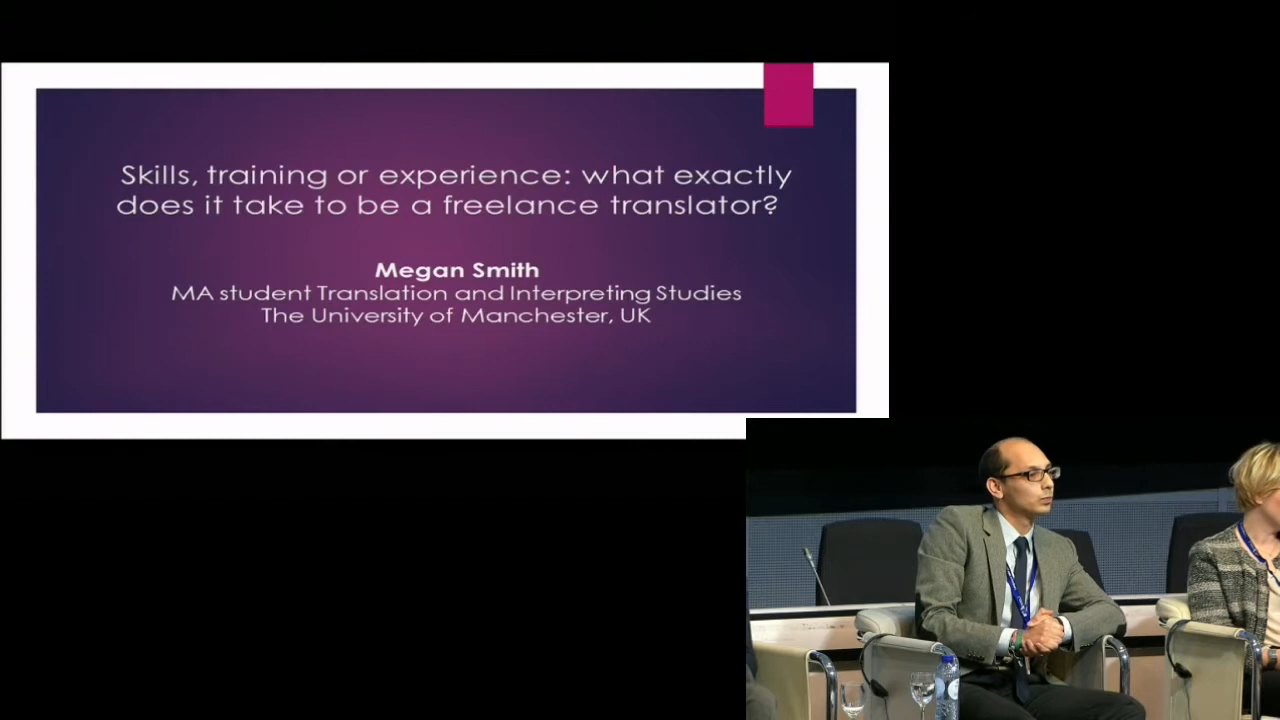 Skills, training or experience: what exactly
does it take to be a freelance translator?
Megan Smith
MA student Translation and Interpreting Studies
The University of Manchester, UK